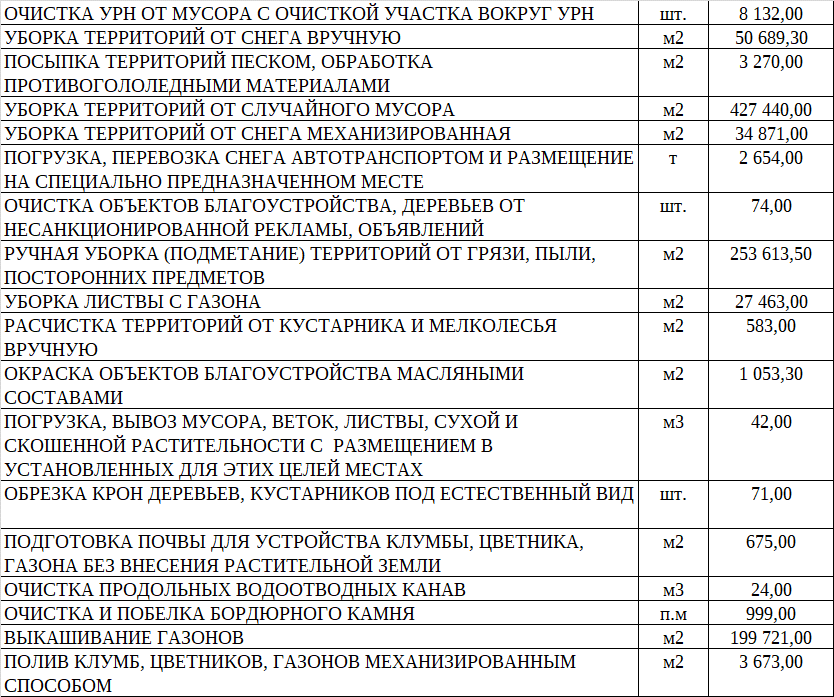 ОЧИСТКА УРН ОТ МУСОРА С ОЧИСТКОЙ УЧАСТКА ВОКРУГ УРН шт. 8 132,00
УБОРКА ТЕРРИТОРИЙ ОТ СНЕГА ВРУЧНУЮ м2 50 689,30
ПОСЫПКА ТЕРРИТОРИЙ ПЕСКОМ, ОБРАБОТКА м2 3 270,00
ПРОТИВОГОЛОЛЕДНЫМИ МАТЕРИАЛАМИ
УБОРКА ТЕРРИТОРИЙ ОТ СЛУЧАЙНОГО МУСОРА м2 427 440,00
УБОРКА ТЕРРИТОРИЙ ОТ СНЕГА МЕХАНИЗИРОВАННАЯ м2 34 871,00
ПОГРУЗКА, ПЕРЕВОЗКА СНЕГА АВТОТРАНСПОРТОМ И РАЗМЕЩЕНИЕ т 2 654,00
НА СПЕЦИАЛЬНО ПРЕДНАЗНАЧЕННОМ МЕСТЕ
ОЧИСТКА ОБЪЕКТОВ БЛАГОУСТРОЙСТВА, ДЕРЕВЬЕВ ОТ шт. 74,00
НЕСАНКЦИОНИРОВАННОЙ РЕКЛАМЫ, ОБЪЯВЛЕНИЙ
РУЧНАЯ УБОРКА (ПОДМЕТАНИЕ) ТЕРРИТОРИЙ ОТ ГРЯЗИ, ПЫЛИ, м2 253 613,50
ПОСТОРОННИХ ПРЕДМЕТОВ
УБОРКА ЛИСТВЫ С ГАЗОНА м2 27 463,00
РАСЧИСТКА ТЕРРИТОРИЙ ОТ КУСТАРНИКА И МЕЛКОЛЕСЬЯ м2 583,00
ВРУЧНУЮ
ОКРАСКА ОБЪЕКТОВ БЛАГОУСТРОЙСТВА МАСЛЯНЫМИ м2 1 053,30
СОСТАВАМИ
ПОГРУЗКА, ВЫВОЗ МУСОРА, ВЕТОК, ЛИСТВЫ, СУХОЙ И м3 42,00
СКОШЕННОЙ РАСТИТЕЛЬНОСТИ С РАЗМЕЩЕНИЕМ В
УСТАНОВЛЕННЫХ ДЛЯ ЭТИХ ЦЕЛЕЙ МЕСТАХ
ОБРЕЗКА КРОН ДЕРЕВЬЕВ, КУСТАРНИКОВ ПОД ЕСТЕСТВЕННЫЙ ВИД шт. 71,00
ПОДГОТОВКА ПОЧВЫ ДЛЯ УСТРОЙСТВА КЛУМБЫ, ЦВЕТНИКА, м2 675,00
ГАЗОНА БЕЗ ВНЕСЕНИЯ РАСТИТЕЛЬНОЙ ЗЕМЛИ
ОЧИСТКА ПРОДОЛЬНЫХ ВОДООТВОДНЫХ КАНАВ м3 24,00
ОЧИСТКА И ПОБЕЛКА БОРДЮРНОГО КАМНЯ п.м 999,00
ВЫКАШИВАНИЕ ГАЗОНОВ м2 199 721,00
ПОЛИВ КЛУМБ, ЦВЕТНИКОВ, ГАЗОНОВ МЕХАНИЗИРОВАННЫМ м2 3 673,00
СПОСОБОМ